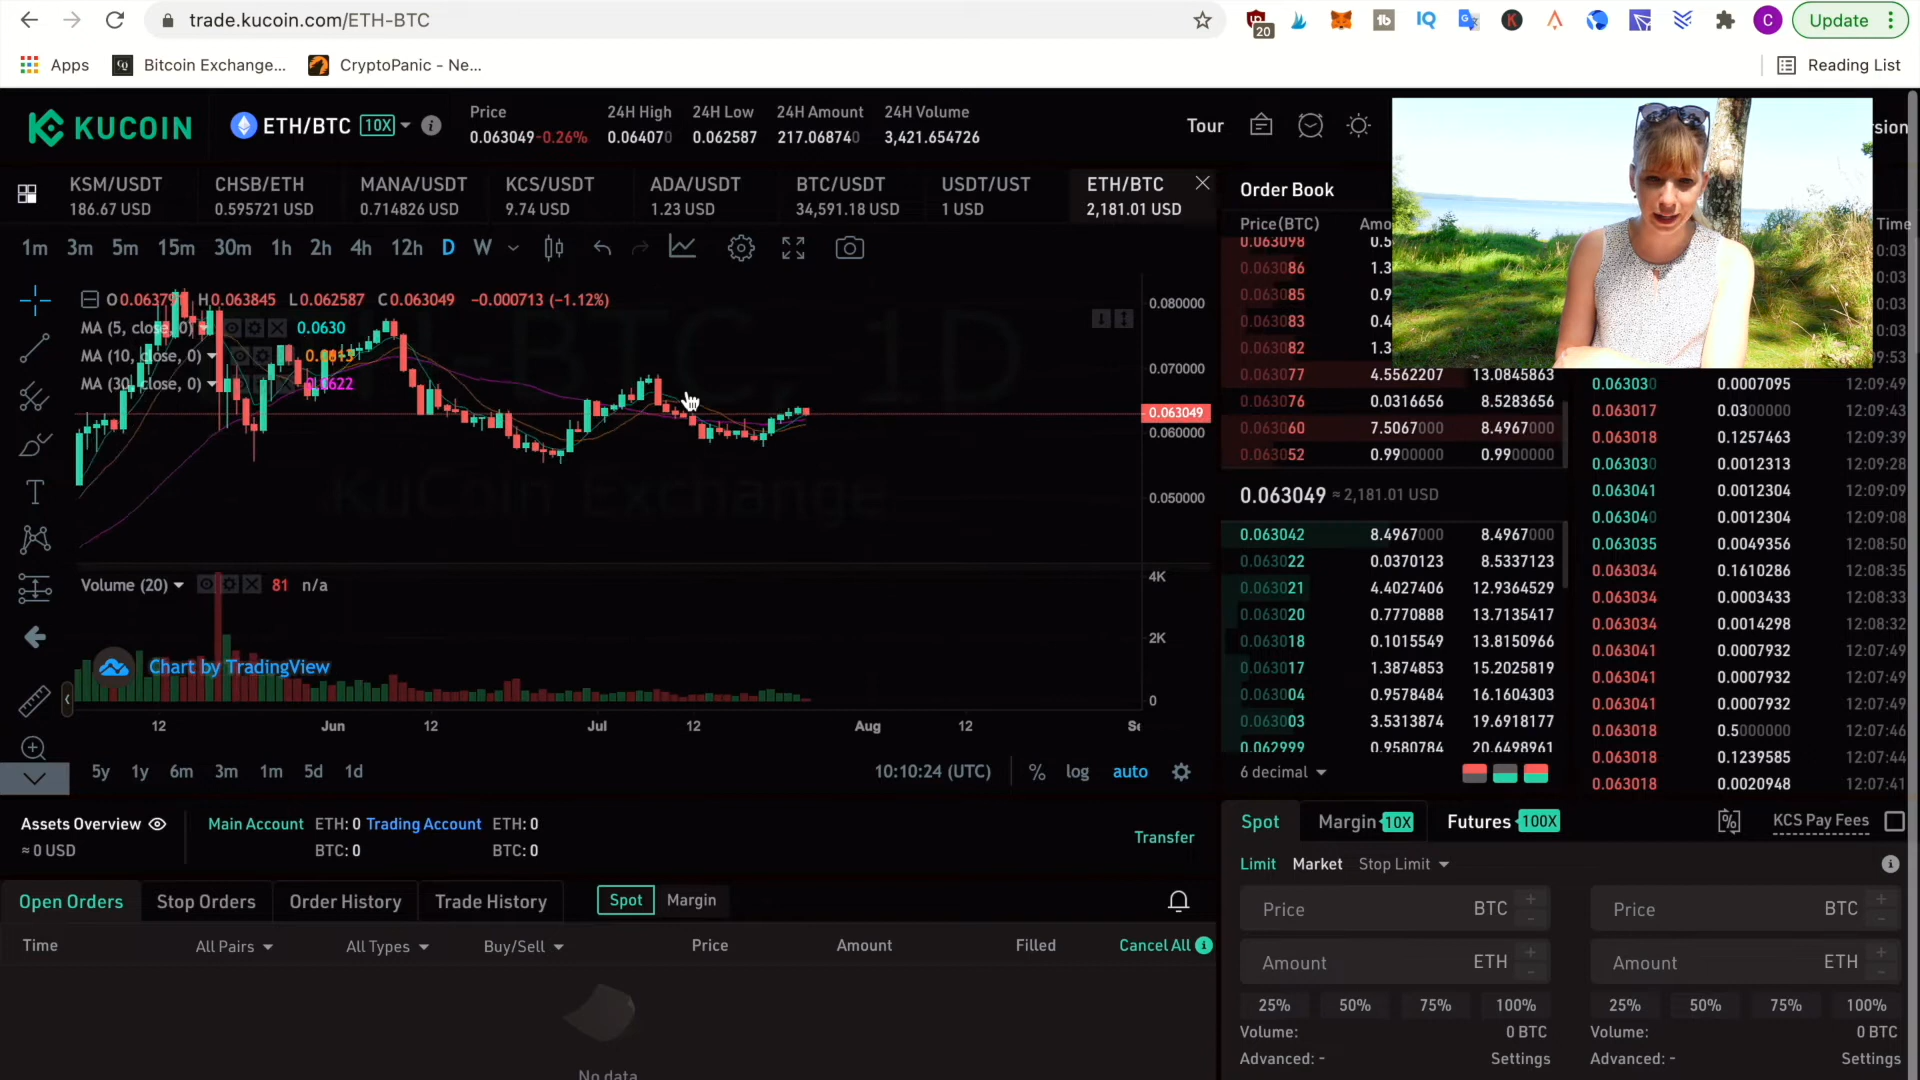 trade.kucoin.com/ETH-BTC
20
C
Update
Apps
Bitcoin Exchange...
CryptoPanic - Ne...
Reading List
KUCOIN
ETH/BTC 10X
Price
0.063049 -0.26%
24H High
0.064070
24H Low
0.062587
24H Amount
217.068740
24H Volume
3,421.654726
Tour
sion
KSM/USDT
186.67 USD
CHSB/ETH
0.595721 USD
MANA/USDT
0.714826 USD
KCS/USDT
9.74 USD
ADA/USDT
1.23 USD
BTC/USDT
34,591.18 USD
USDT/UST
1 USD
ETH/BTC
2,181.01 USD
1m 3m 5m 15m 30m 1h 2h 4h 12h D W
H0.063845 L0.062587 C0.063049 -0.000713 (-1.12%)
MA (5, close, 0) 0.0630
MA (10, close, 0)
MA (30, close, 0) 0.0622
ETH-BTC, 1D
KuCoin Exchange
0.080000
0.070000
0.063049
0.060000
0.050000
Volume (20) 81 n/a
4K
2K
0
Chart by TradingView
12 Jun 12 Jul 12 Aug 12
5y 1y 6m 3m 1m 5d 1d
10:10:24 (UTC) % log auto
Order Book
Price(BTC) Amo
Time
0.063098 0.5
0.063086 1.3
0.063085 0.9
0.063083 0.4
0.063082 1.3
0.063077 4.5562207 13.0845863
0.063076 0.0316656 8.5283656
0.063060 7.5067000 8.4967000
0.063052 0.9900000 0.9900000
0.063049 ≈ 2,181.01 USD
0.063042 8.4967000 8.4967000
0.063022 0.0370123 8.5337123
0.063021 4.4027406 12.9364529
0.063020 0.7770888 13.7135417
0.063018 0.1015549 13.8150966
0.063017 1.3874853 15.2025819
0.063004 0.9578484 16.1604303
0.063003 3.5313874 19.6918177
0.062999 0.9580784 20.6498961
6 decimal
0:03
0:03
0:03
0:03
09:53
0.063030 0.0007095 12:09:49
0.063017 0.0300000 12:09:43
0.063018 0.1257463 12:09:39
0.063030 0.0012313 12:09:28
0.063041 0.0012304 12:09:09
0.063040 0.0012304 12:09:08
0.063035 0.0049356 12:08:50
0.063034 0.1610286 12:08:35
0.063034 0.0003433 12:08:33
0.063034 0.0014298 12:08:32
0.063041 0.0007932 12:07:49
0.063041 0.0007932 12:07:49
0.063041 0.0007932 12:07:49
0.063018 0.5000000 12:07:46
0.063018 0.1239585 12:07:44
0.063018 0.0020948 12:07:41
Assets Overview
≈ 0 USD
Main Account ETH: 0
BTC: 0
Trading Account ETH: 0
BTC: 0
Transfer
Open Orders Stop Orders Order History Trade History Spot Margin
Time All Pairs All Types Buy/Sell Price Amount Filled Cancel All
No data
Spot Margin 10X Futures 100X
KCS Pay Fees
Limit Market Stop Limit
Price BTC
Amount ETH
25% 50% 75% 100%
Volume: 0 BTC
Advanced: - Settings
Price BTC
Amount ETH
25% 50% 75% 100%
Volume: 0 BTC
Advanced: - Settings